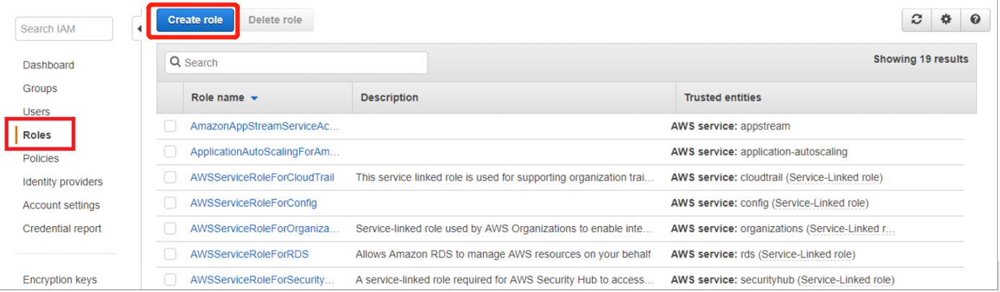 Search IAM
Dashboard
Groups
Users
Roles
Policies
Identity providers
Account settings
Credential report
Encryption keys
Create role Delete role
Search Showing 19 results
Role name Description Trusted entities
AmazonAppStreamServiceAc... AWS service: appstream
ApplicationAutoScalingForAm... AWS service: application-autoscaling
AWSServiceRoleForCloudTrail This service linked role is used for supporting organization trai... AWS service: cloudtrail (Service-Linked role)
AWSServiceRoleForConfig AWS service: config (Service-Linked role)
AWSServiceRoleForOrganiza... Service-linked role used by AWS Organizations to enable inte... AWS service: organizations (Service-Linked r...
AWSServiceRoleForRDS Allows Amazon RDS to manage AWS resources on your behalf AWS service: rds (Service-Linked role)
AWSServiceRoleForSecurity... A service-linked role required for AWS Security Hub to access... AWS service: securityhub (Service-Linked role)